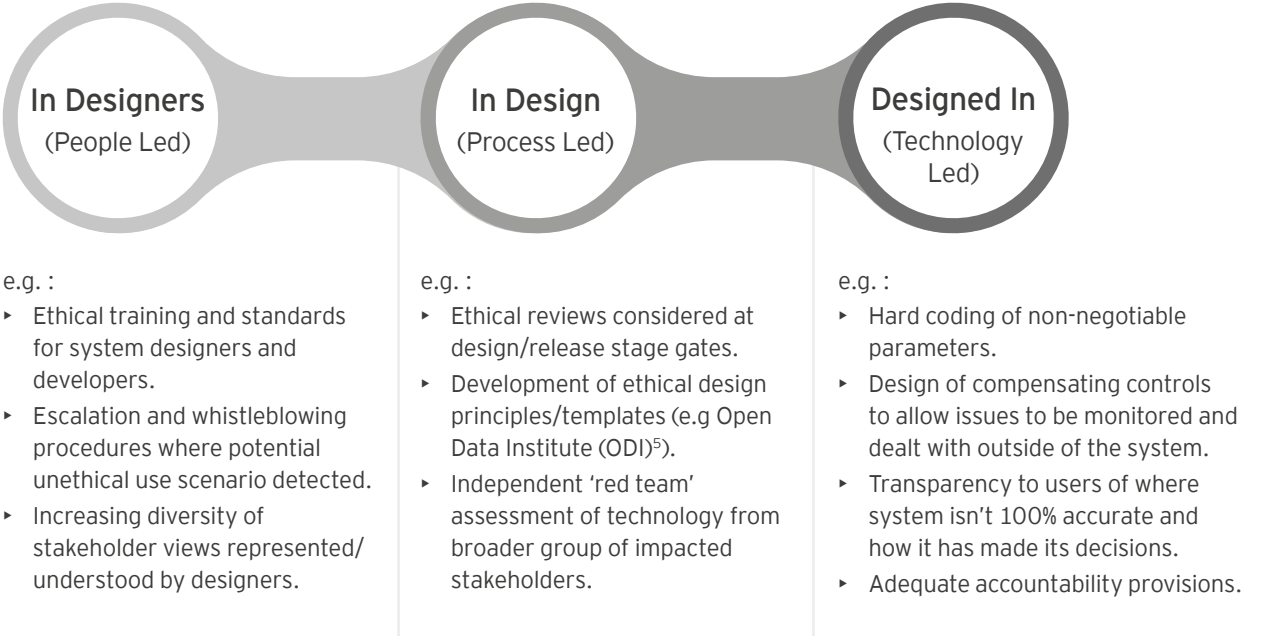 In Designers
(People Led)
In Design
(Process Led)
Designed In
(Technology
Led)
e.g. :
‣ Ethical training and standards
for system designers and
developers.
‣ Escalation and whistleblowing
procedures where potential
unethical use scenario detected.
‣ Increasing diversity of
stakeholder views represented/
understood by designers.
e.g. :
‣ Ethical reviews considered at
design/release stage gates.
‣ Development of ethical design
principles/templates (e.g Open
Data Institute (ODI)⁵).
‣ Independent ‘red team’
assessment of technology from
broader group of impacted
stakeholders.
e.g. :
‣ Hard coding of non-negotiable
parameters.
‣ Design of compensating controls
to allow issues to be monitored and
dealt with outside of the system.
‣ Transparency to users of where
system isn’t 100% accurate and
how it has made its decisions.
‣ Adequate accountability provisions.